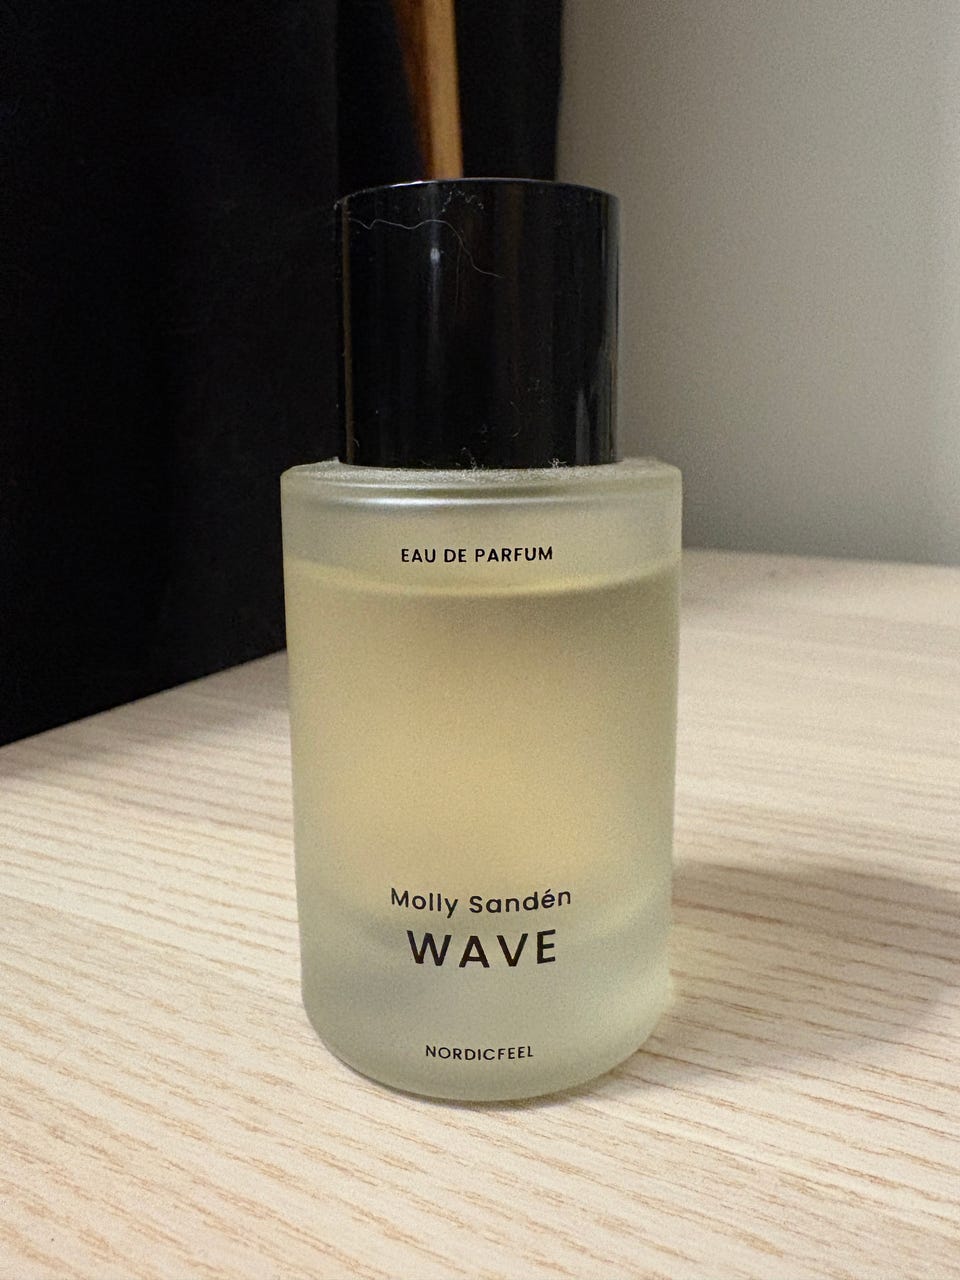 EAU DE PARFUM
Molly Sandén
WAVE
NORDICFEEL